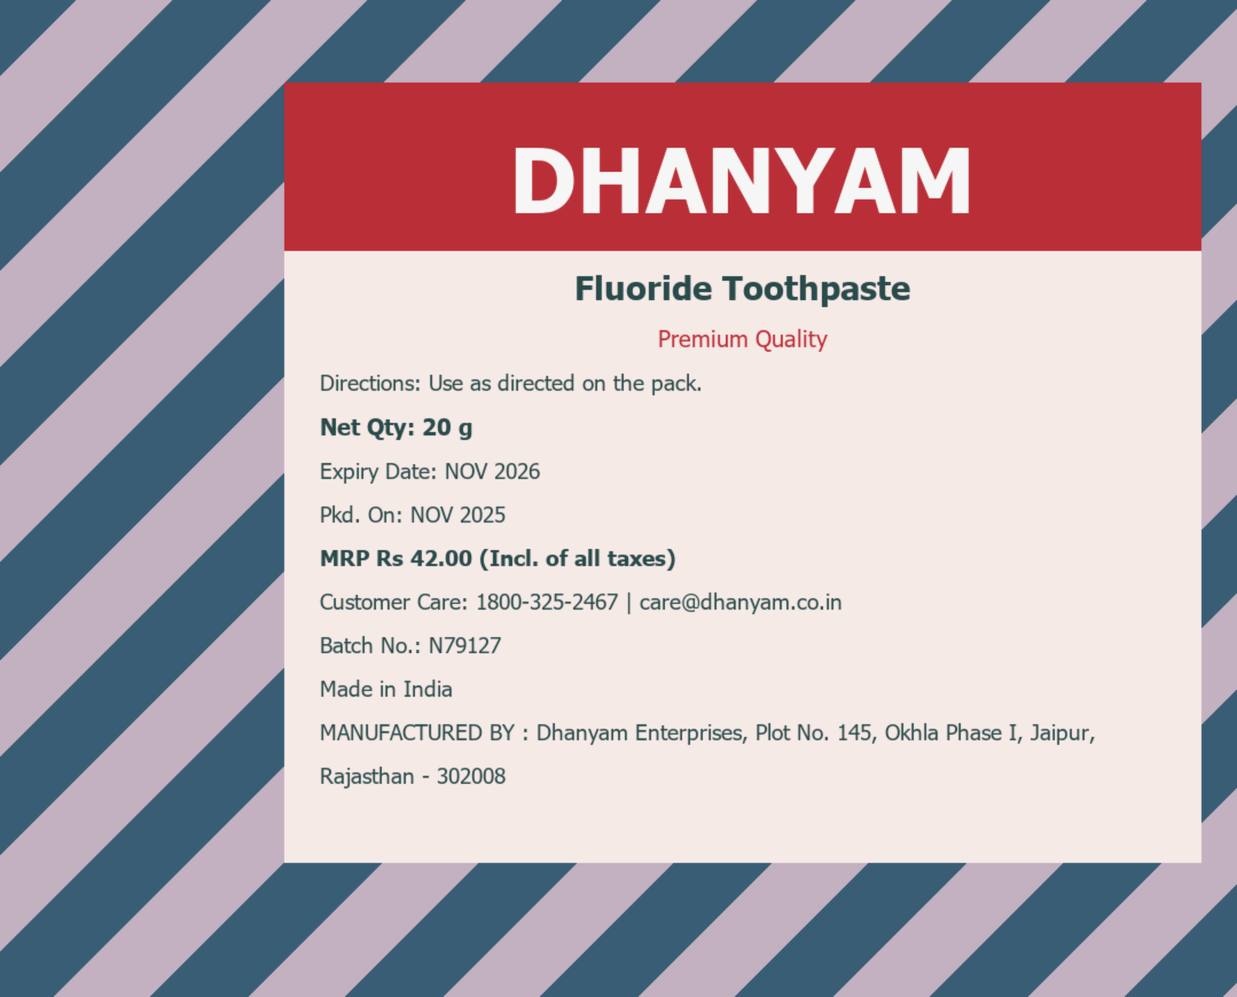 DHANYAM
Fluoride Toothpaste
Premium Quality
Directions: Use as directed on the pack.
Net Qty: 20 g
Expiry Date: NOV 2026
Pkd. On: NOV 2025
MRP Rs 42.00 (Incl. of all taxes)
Customer Care: 1800-325-2467 | care@dhanyam.co.in
Batch No.: N79127
Made in India
MANUFACTURED BY : Dhanyam Enterprises, Plot No. 145, Okhla Phase I, Jaipur,
Rajasthan - 302008